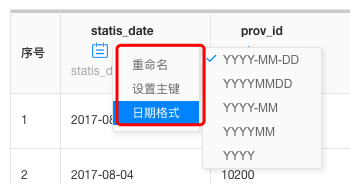 statis_date
prov_id
序号
statis_d
重命名
设置主键
日期格式
YYYY-MM-DD
YYYYMMDD
YYYY-MM
YYYYMM
YYYY
1
2017-08-0
2
2017-08-04
10200